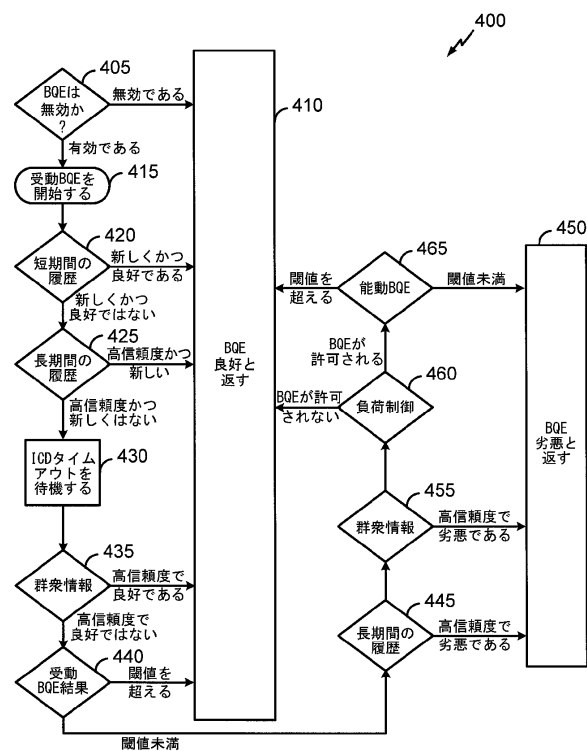 400
405
BQEは
無効か
?
無効である
有効である
受動BQEを
開始する
415
420
短期間の
履歴
新しくかつ
良好である
新しくかつ
良好ではない
425
長期間の
履歴
高信頼度かつ
新しい
高信頼度かつ
新しくはない
ICDタイム
アウトを
待機する
430
435
群衆情報
高信頼度で
良好である
高信頼度で
良好ではない
440
受動
BQE結果
閾値を
超える
閾値未満
410
BQE
良好と
返す
465
能動BQE
閾値を
超える
閾値未満
BQEが
許可される
460
負荷制御
BQEが許可
されない
455
群衆情報
高信頼度で
劣悪である
445
長期間の
履歴
高信頼度で
劣悪である
450
BQE
劣悪と
返す